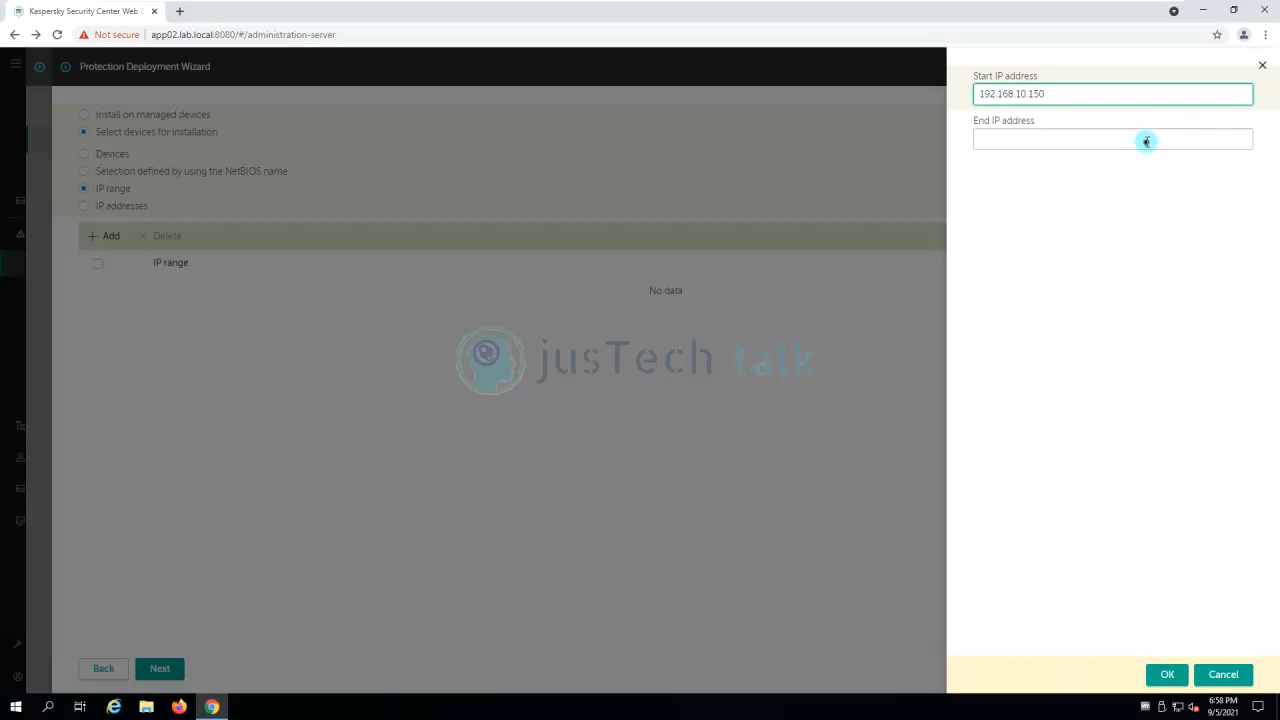 Kaspersky Security Center Web C
Not secure
app02.lab.local:8080/#/administration-server
Protection Deployment Wizard
Install on managed devices
Select devices for installation
Devices
Selection defined by using the NetBIOS name
IP range
IP addresses
Add
Delete
IP range
No data
jusTech talk
Back
Next
Start IP address
192.168.10.150
End IP address
OK
Cancel
6:58 PM
9/5/2021